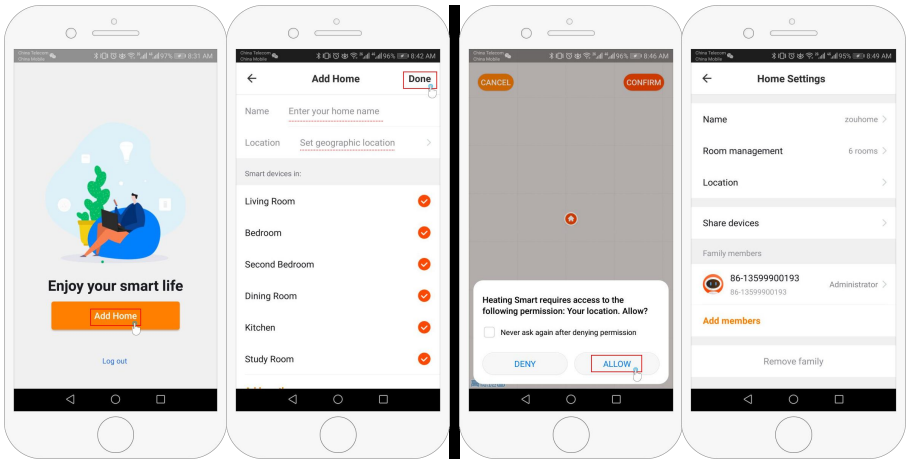 China Telecom
China Mobile
97% 8:31 AM
Enjoy your smart life
Add Home
Log out
China Telecom
China Mobile
96% 8:42 AM
Add Home
Done
Name Enter your home name
Location Set geographic location
Smart devices in:
Living Room
Bedroom
Second Bedroom
Dining Room
Kitchen
Study Room
China Telecom
China Mobile
96% 8:46 AM
CANCEL
CONFIRM
Heating Smart requires access to the
following permission: Your location. Allow?
Never ask again after denying permission
DENY
ALLOW
China Telecom
China Mobile
95% 8:49 AM
Home Settings
Name zouhome
Room management 6 rooms
Location
Share devices
Family members
86-13599900193
86-13599900193
Administrator
Add members
Remove family